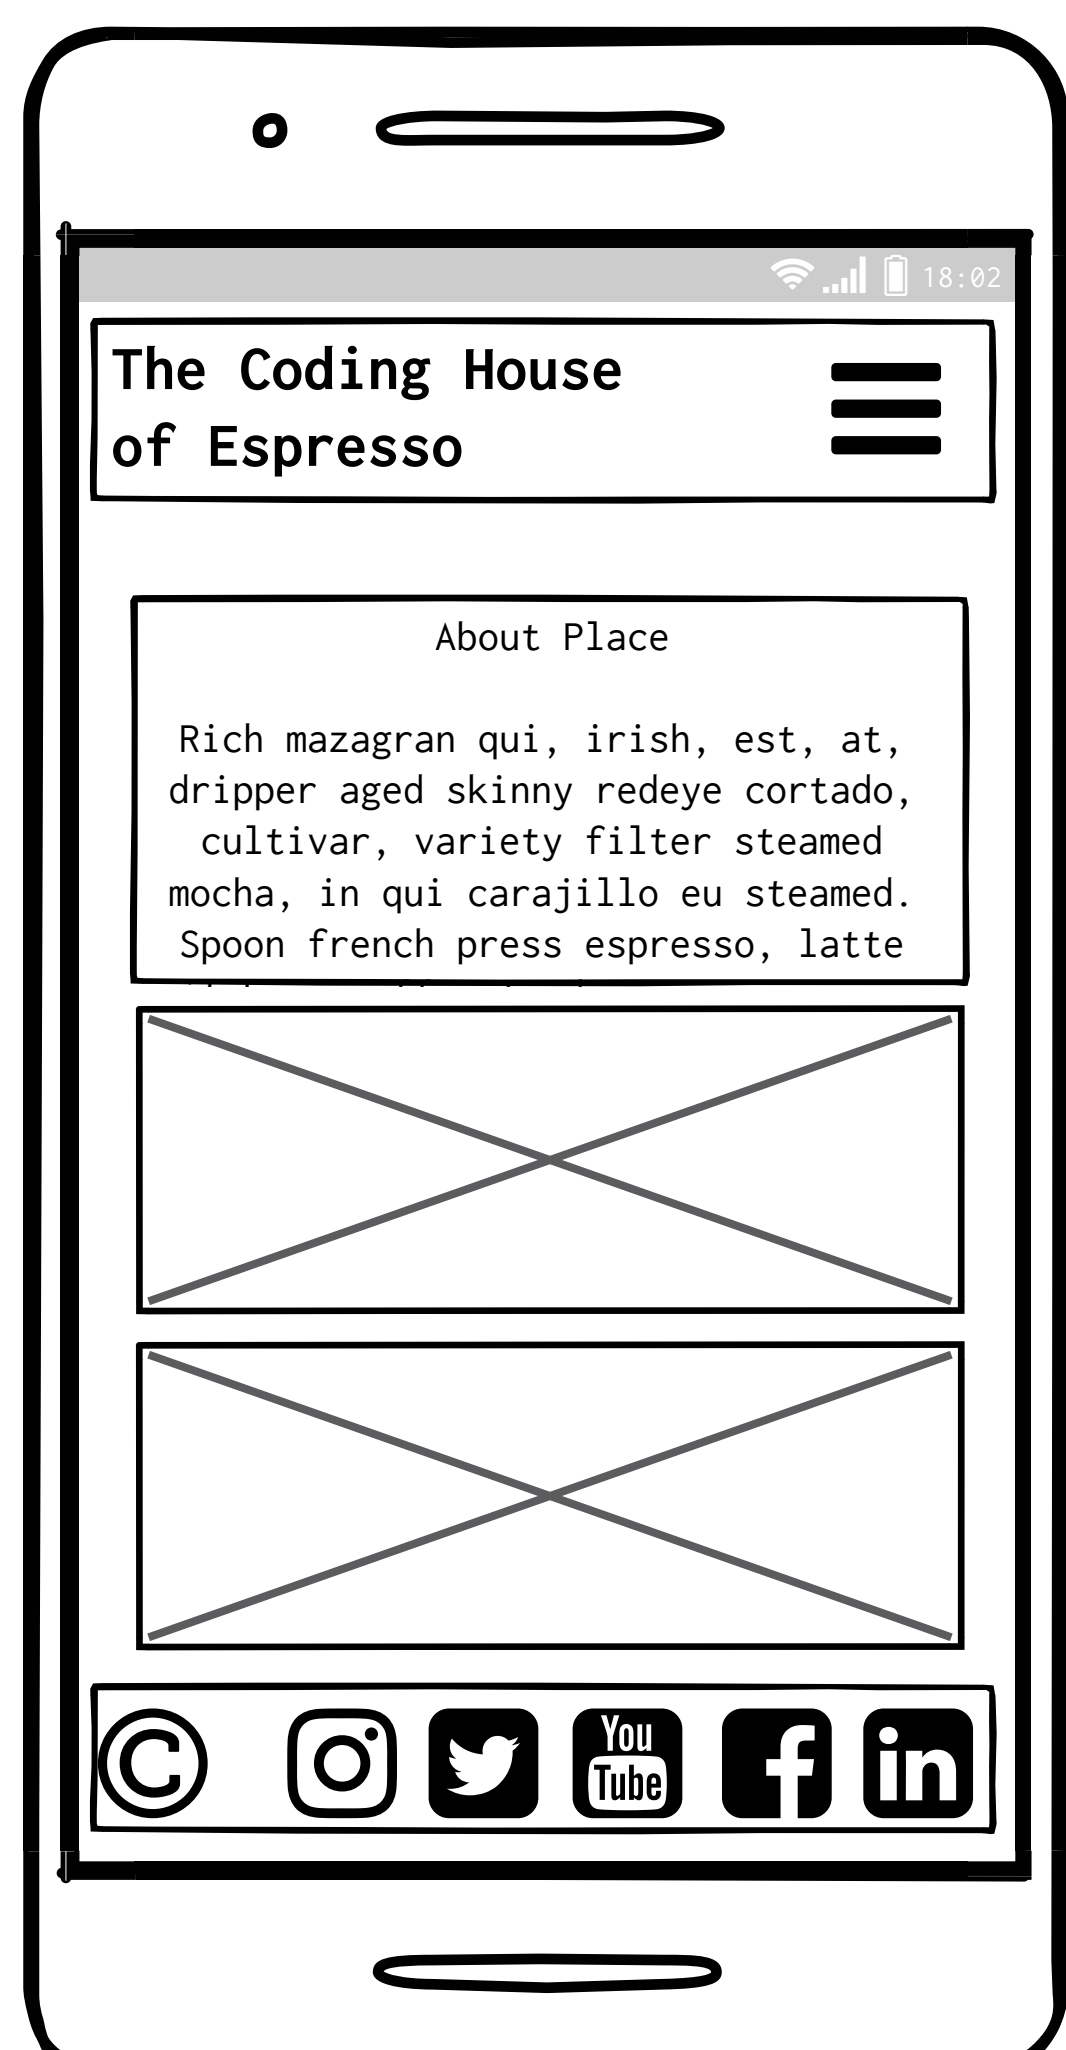 18:02
The Coding House
of Espresso
About Place
Rich mazagran qui, irish, est, at,
dripper aged skinny redeye cortado,
cultivar, variety filter steamed
mocha, in qui carajillo eu steamed.
Spoon french press espresso, latte
©
You
Tube
f
in